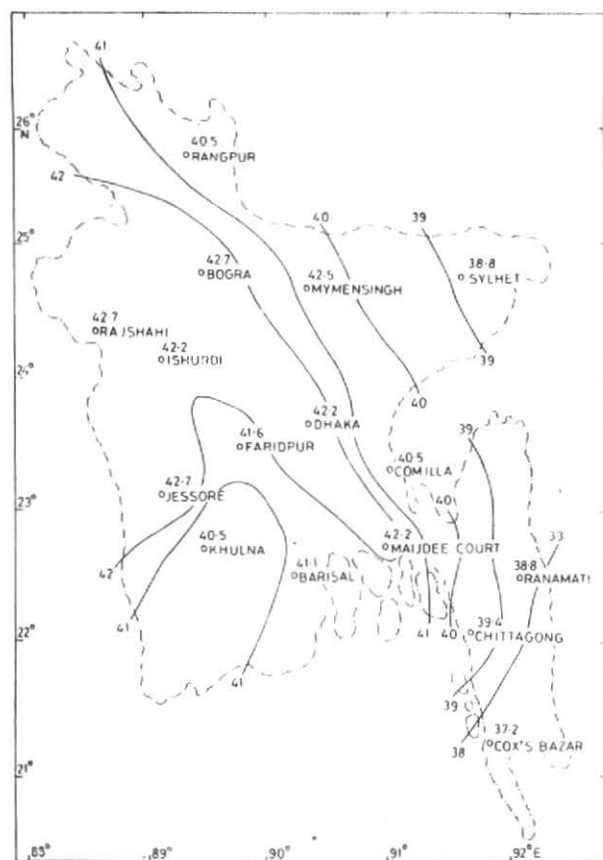 41
26°
N
40·5
RANGPUR
42
40
39
25°
42·7
BOGRA
42·5
MYMENSINGH
38·8
SYLHET
42·7
RAJSHAHI
42·2
ISHURDI
39
24°
40
42·2
DHAKA
41·6
FARIDPUR
39
40·5
COMILLA
42·7
JESSORE
23°
40
40·5
KHULNA
42·2
MAIJDEE COURT
33
41·1
BARISAL
38·8
RANAMATI
42
41
22°
41
40
39·4
CHITTAGONG
41
39
38
37·2
COX'S BAZAR
21°
83°
89°
90°
91°
92°E